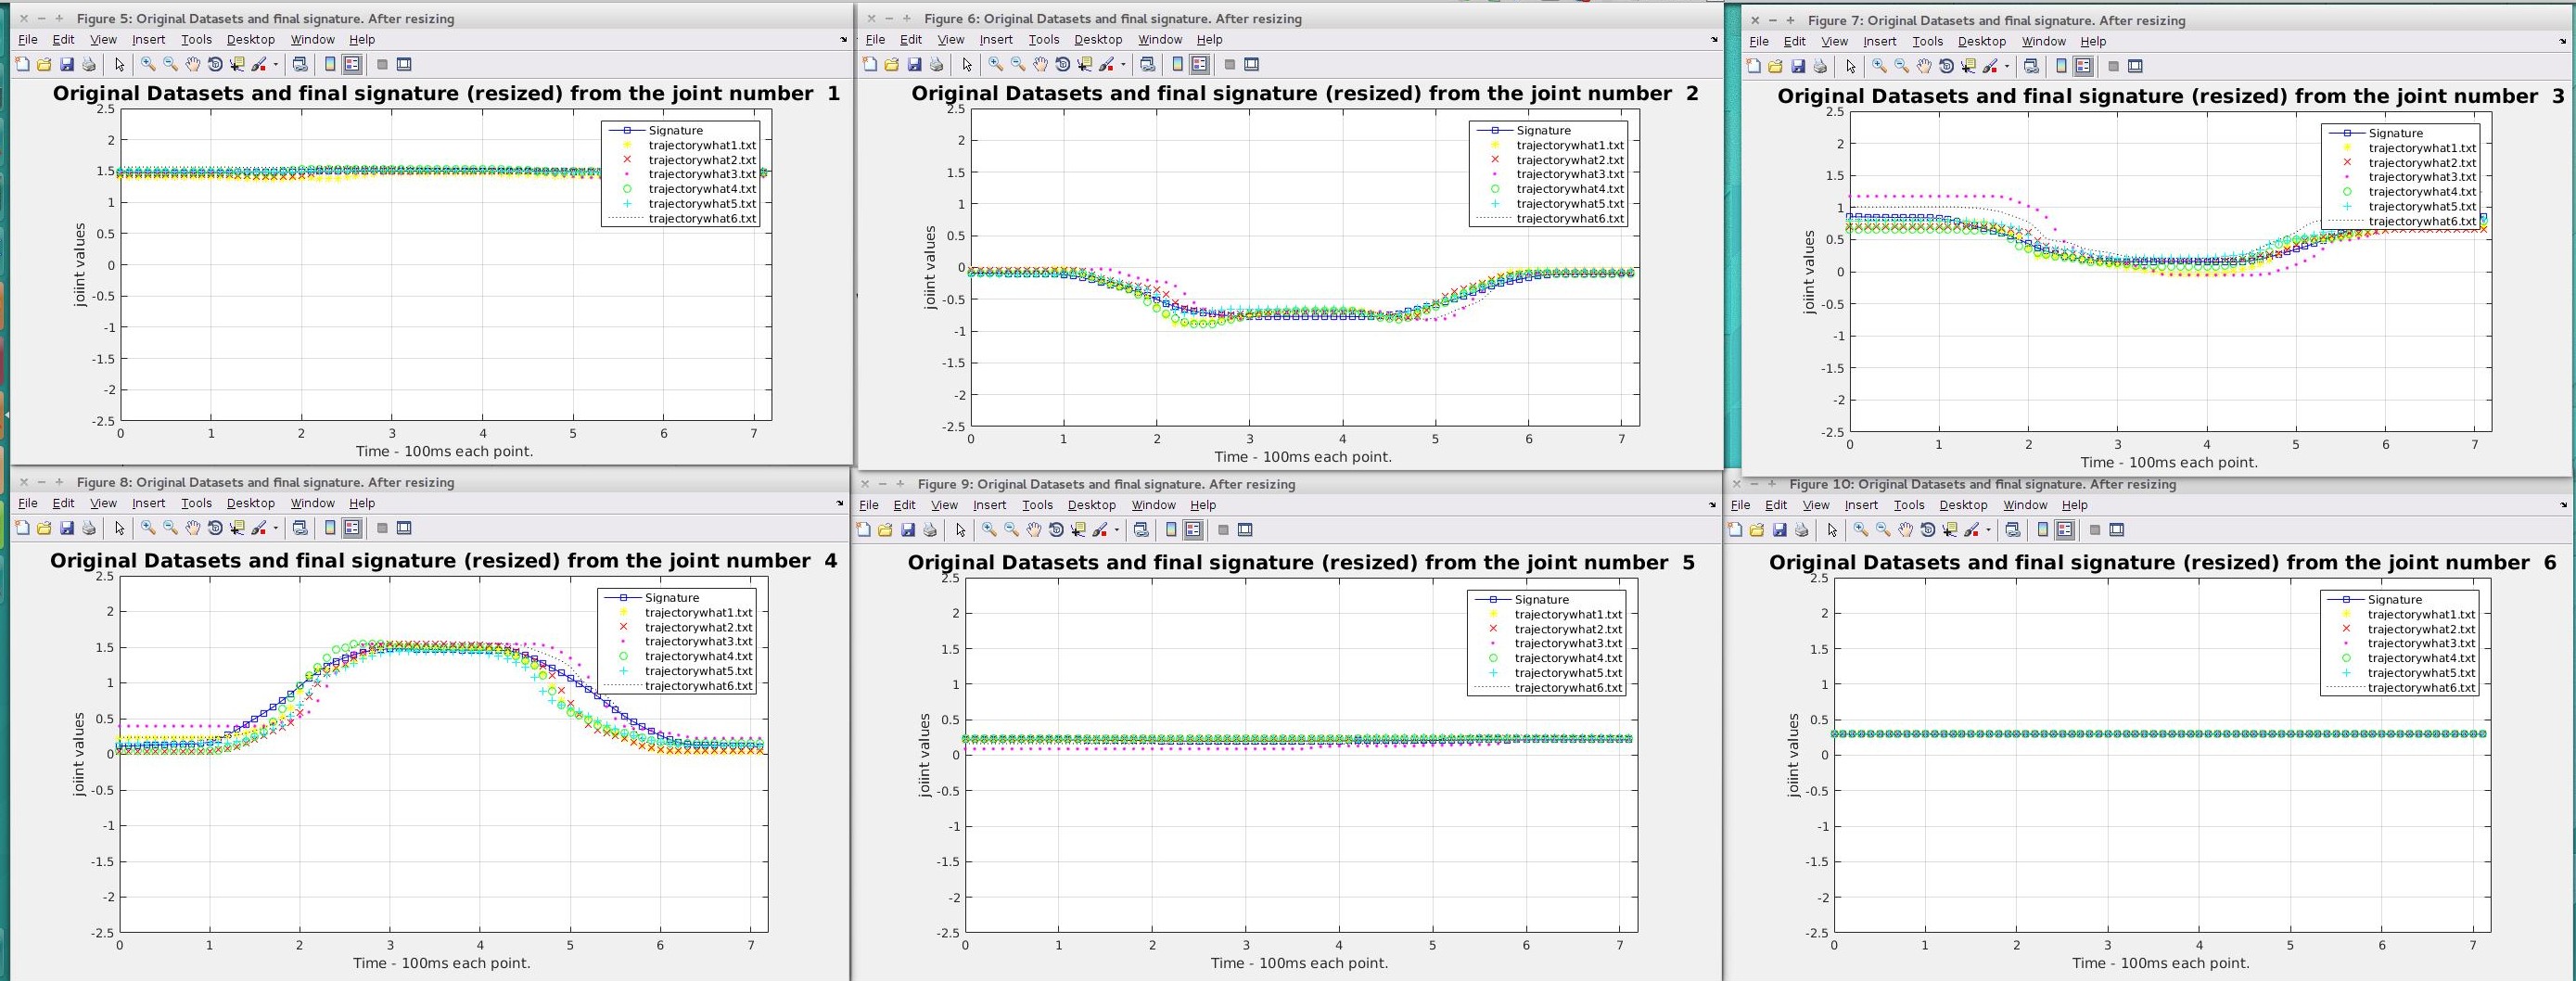 Figure 5: Original Datasets and final signature. After resizing
File Edit View Insert Tools Desktop Window Help
Original Datasets and final signature (resized) from the joint number 1
2.5
2
1.5
1
0.5
0
-0.5
-1
-1.5
-2
-2.5
joiint values
Signature
trajectorywhat1.txt
trajectorywhat2.txt
trajectorywhat3.txt
trajectorywhat4.txt
trajectorywhat5.txt
trajectorywhat6.txt
0 1 2 3 4 5 6 7
Time - 100ms each point.
Figure 6: Original Datasets and final signature. After resizing
File Edit View Insert Tools Desktop Window Help
Original Datasets and final signature (resized) from the joint number 2
2.5
2
1.5
1
0.5
0
-0.5
-1
-1.5
-2
-2.5
joiint values
Signature
trajectorywhat1.txt
trajectorywhat2.txt
trajectorywhat3.txt
trajectorywhat4.txt
trajectorywhat5.txt
trajectorywhat6.txt
0 1 2 3 4 5 6 7
Time - 100ms each point.
Figure 7: Original Datasets and final signature. After resizing
File Edit View Insert Tools Desktop Window Help
Original Datasets and final signature (resized) from the joint number 3
2.5
2
1.5
1
0.5
0
-0.5
-1
-1.5
-2
-2.5
joiint values
Signature
trajectorywhat1.txt
trajectorywhat2.txt
trajectorywhat3.txt
trajectorywhat4.txt
trajectorywhat5.txt
trajectorywhat6.txt
0 1 2 3 4 5 6 7
Time - 100ms each point.
Figure 8: Original Datasets and final signature. After resizing
File Edit View Insert Tools Desktop Window Help
Original Datasets and final signature (resized) from the joint number 4
2.5
2
1.5
1
0.5
0
-0.5
-1
-1.5
-2
-2.5
joiint values
Signature
trajectorywhat1.txt
trajectorywhat2.txt
trajectorywhat3.txt
trajectorywhat4.txt
trajectorywhat5.txt
trajectorywhat6.txt
0 1 2 3 4 5 6 7
Time - 100ms each point.
Figure 9: Original Datasets and final signature. After resizing
File Edit View Insert Tools Desktop Window Help
Original Datasets and final signature (resized) from the joint number 5
2.5
2
1.5
1
0.5
0
-0.5
-1
-1.5
-2
-2.5
joiint values
Signature
trajectorywhat1.txt
trajectorywhat2.txt
trajectorywhat3.txt
trajectorywhat4.txt
trajectorywhat5.txt
trajectorywhat6.txt
0 1 2 3 4 5 6 7
Time - 100ms each point.
Figure 10: Original Datasets and final signature. After resizing
File Edit View Insert Tools Desktop Window Help
Original Datasets and final signature (resized) from the joint number 6
2.5
2
1.5
1
0.5
0
-0.5
-1
-1.5
-2
-2.5
joiint values
Signature
trajectorywhat1.txt
trajectorywhat2.txt
trajectorywhat3.txt
trajectorywhat4.txt
trajectorywhat5.txt
trajectorywhat6.txt
0 1 2 3 4 5 6 7
Time - 100ms each point.